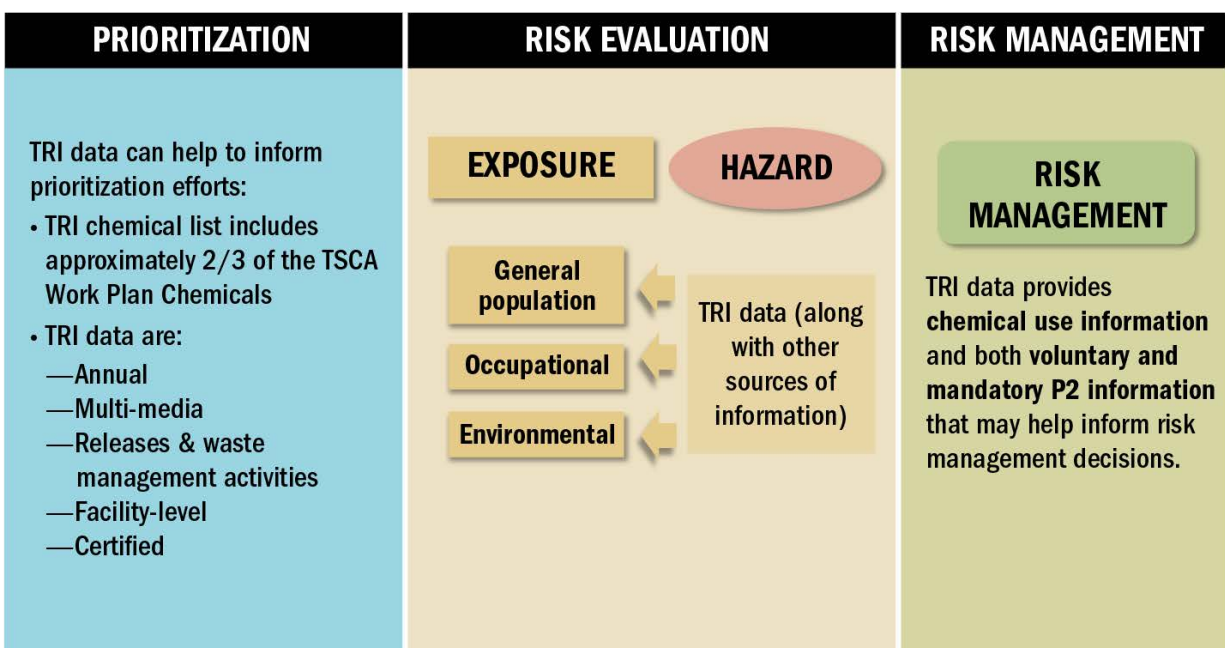 PRIORITIZATION
TRI data can help to inform
prioritization efforts:
• TRI chemical list includes
approximately 2/3 of the TSCA
Work Plan Chemicals
• TRI data are:
—Annual
—Multi-media
—Releases & waste
management activities
—Facility-level
—Certified
RISK EVALUATION
EXPOSURE
HAZARD
General
population
Occupational
Environmental
TRI data (along
with other
sources of
information)
RISK MANAGEMENT
RISK
MANAGEMENT
TRI data provides
chemical use information
and both voluntary and
mandatory P2 information
that may help inform risk
management decisions.